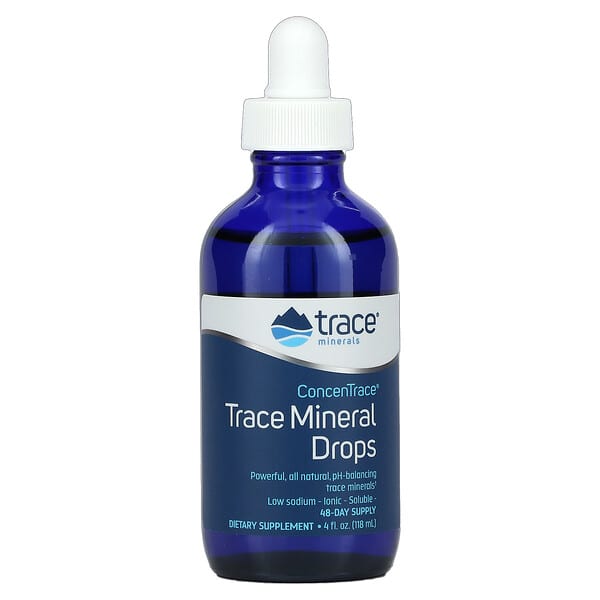 trace®
minerals
ConcenTrace®
Trace Mineral
Drops
Powerful, all natural, pH-balancing
trace minerals†
Low sodium - Ionic - Soluble -
48-DAY SUPPLY
DIETARY SUPPLEMENT • 4 fl. oz. (118 mL)